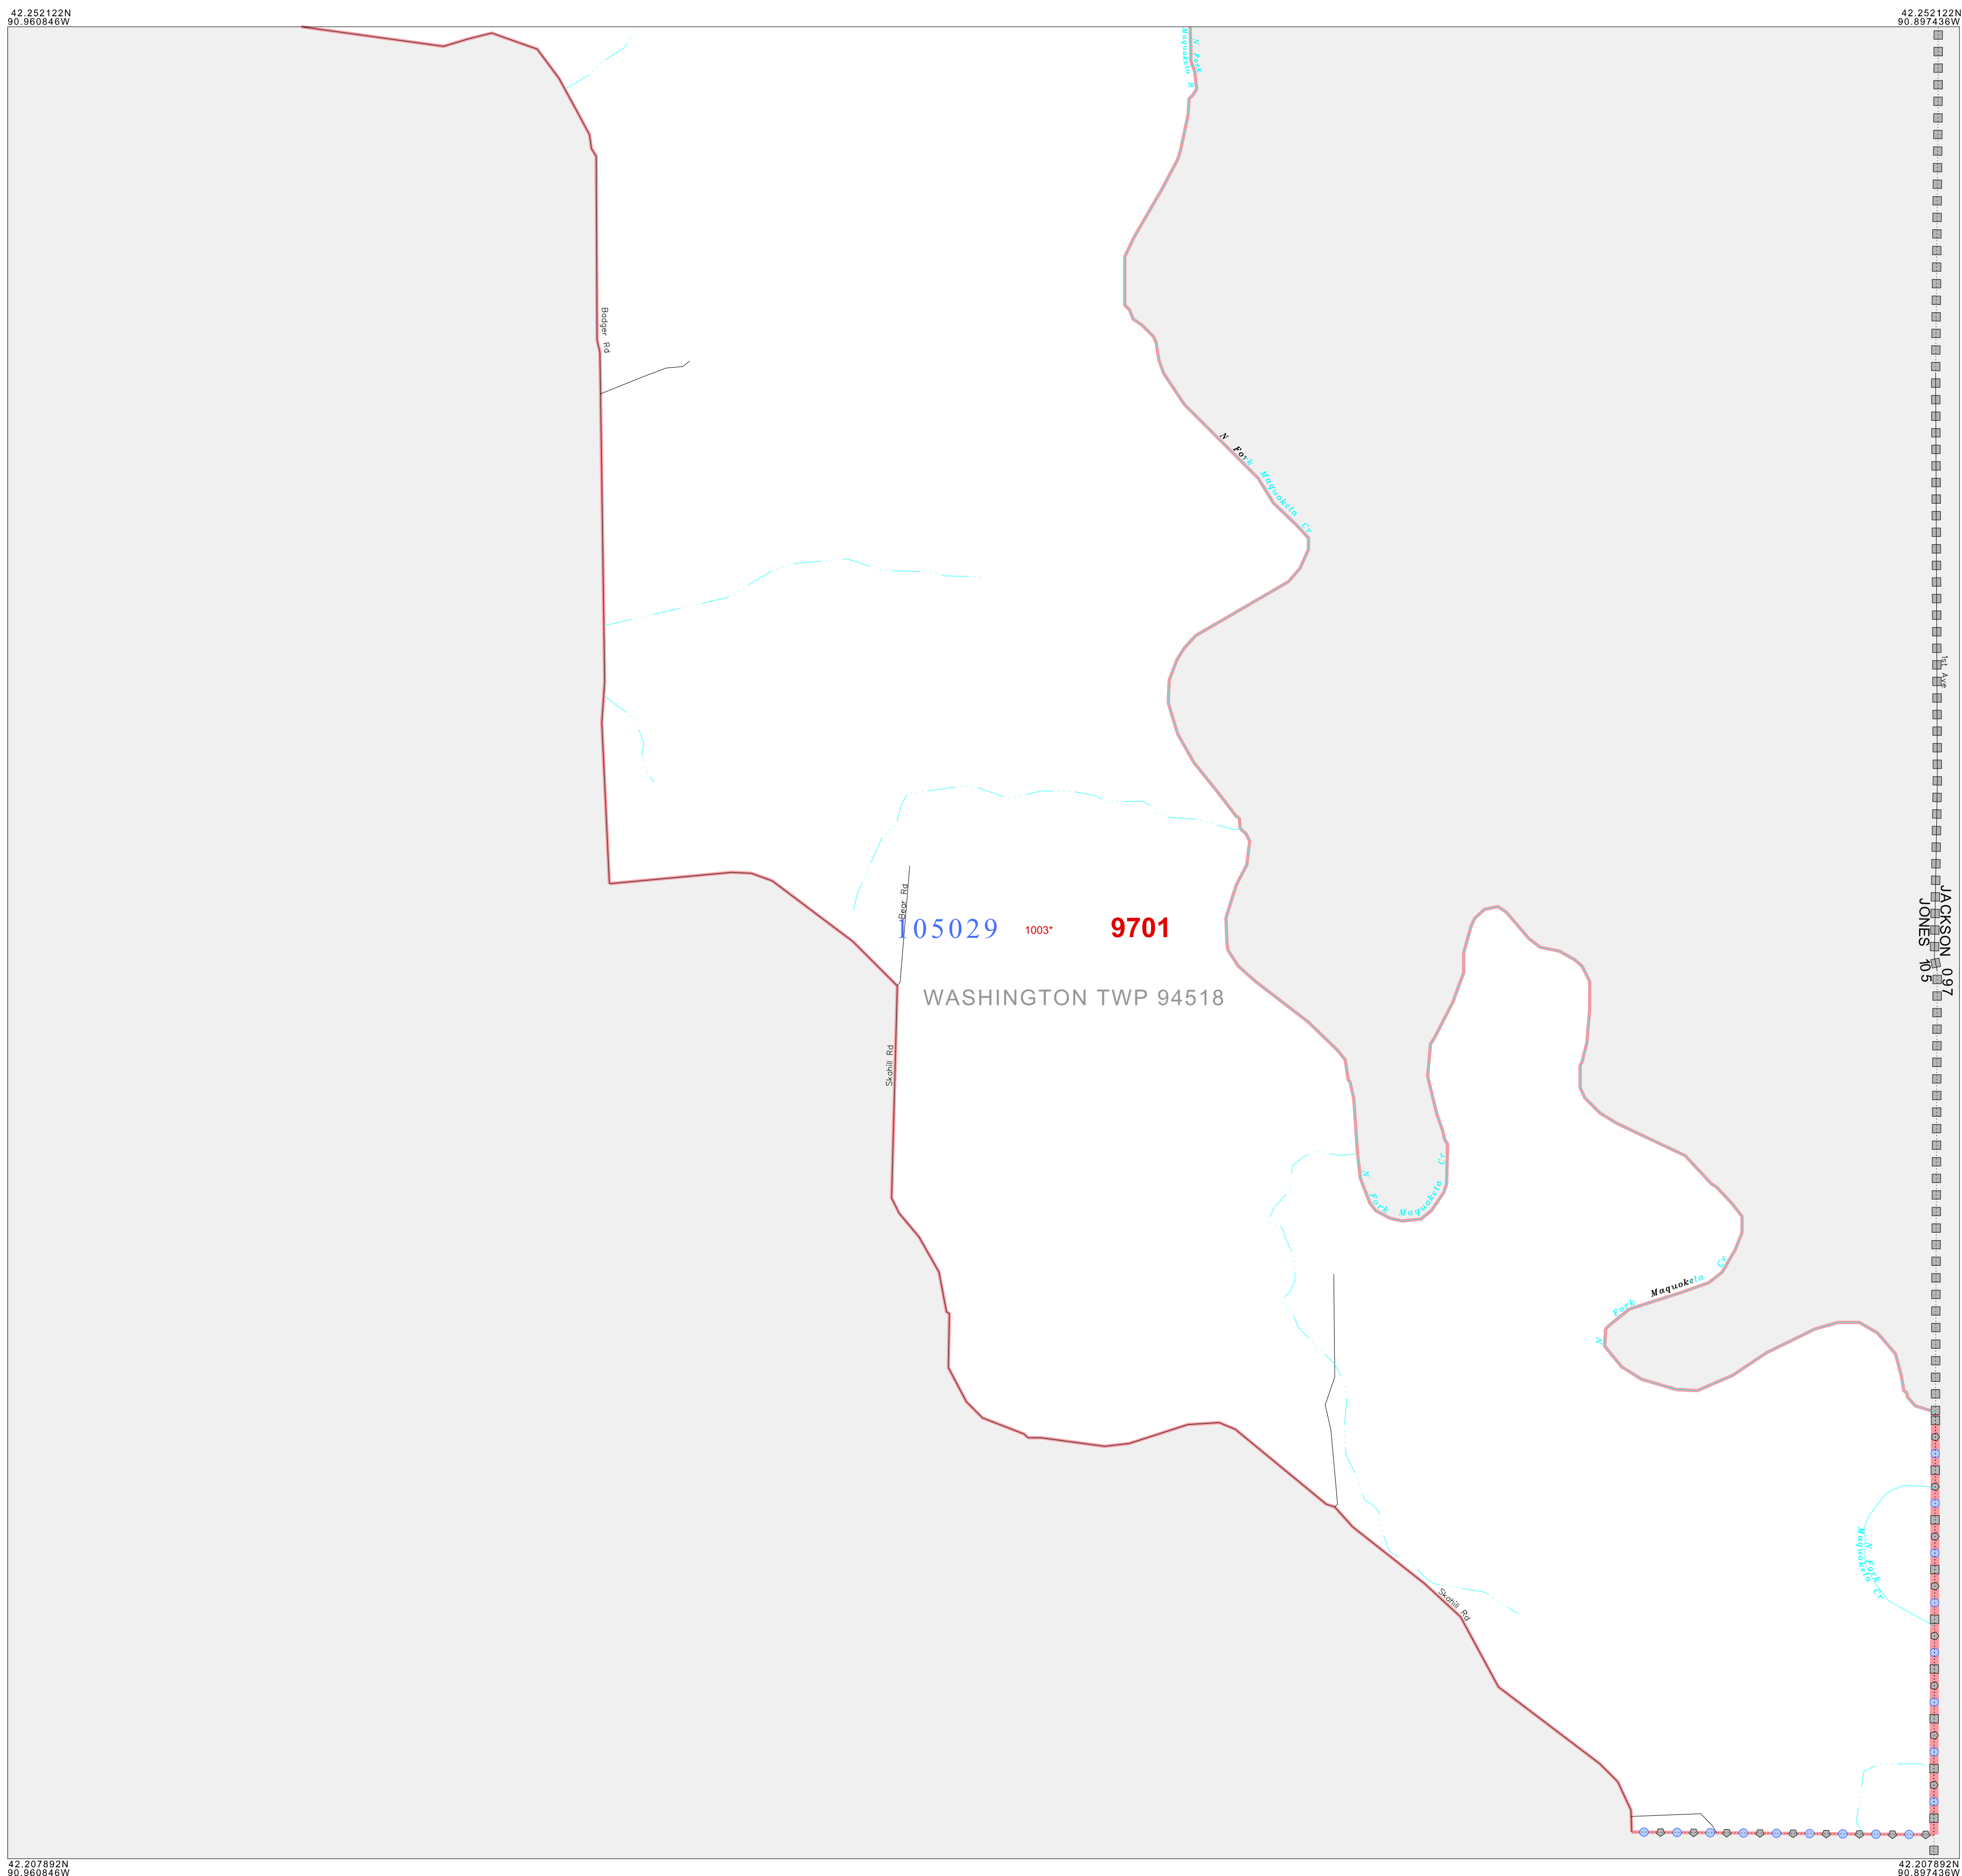 42.252122N
90.960846W
42.252122N
90.897436W
N Fork
Maquoketa R
Badger Rd
N Fork Maquoketa Cr
1st Ave
Bear Rd
105029 1003* 9701
JACKSON 097
JONES 105
WASHINGTON TWP 94518
Skahill Rd
N Fork Maquoketa Cr
N Fork Maquoketa Cr
N Fork
Maquoketa Cr
Skahill Rd
42.207892N
90.960846W
42.207892N
90.897436W